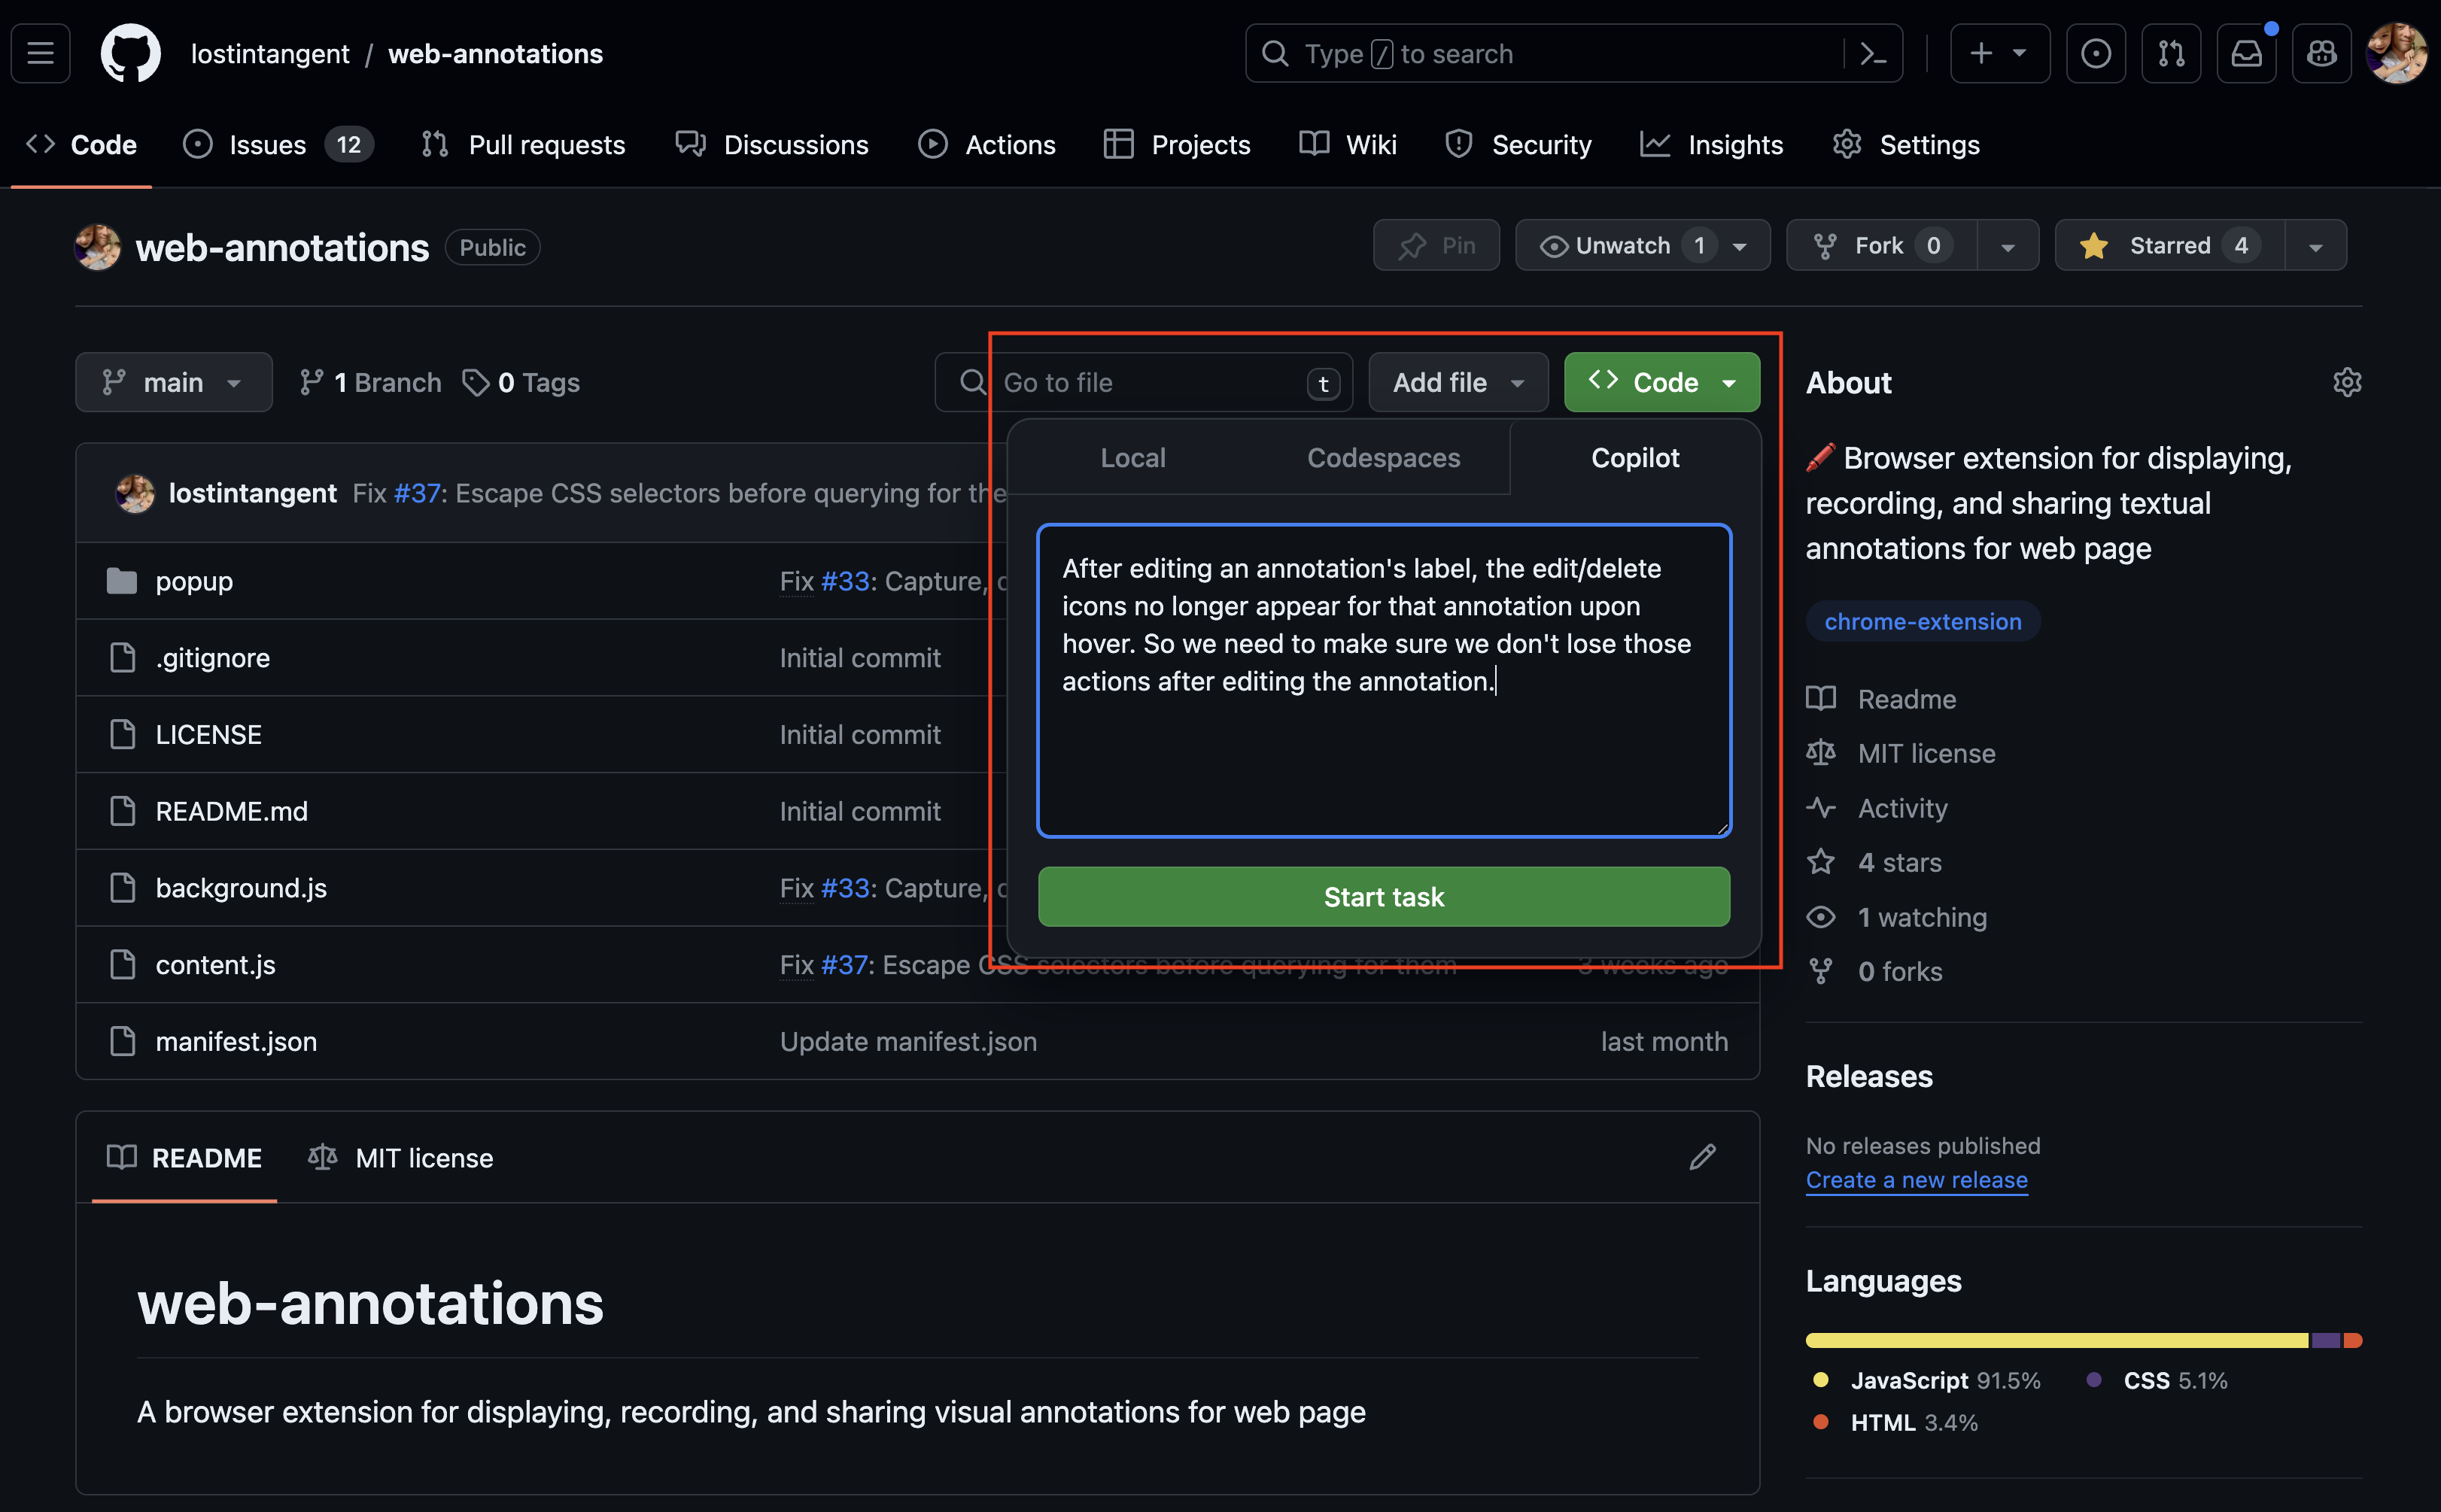 lostintangent / web-annotations
Type / to search
Code
Issues 12
Pull requests
Discussions
Actions
Projects
Wiki
Security
Insights
Settings
web-annotations Public
Pin
Unwatch 1
Fork 0
Starred 4
main
1 Branch
0 Tags
Go to file t
Add file
Code
Local
Codespaces
Copilot
After editing an annotation's label, the edit/delete
icons no longer appear for that annotation upon
hover. So we need to make sure we don't lose those
actions after editing the annotation.
Start task
lostintangent Fix #37: Escape CSS selectors before querying for the
popup Fix #33: Capture,
.gitignore Initial commit
LICENSE Initial commit
README.md Initial commit
background.js Fix #33: Capture,
content.js Fix #37: Escape CSS selectors before querying for them 3 weeks ago
manifest.json Update manifest.json last month
README
MIT license
web-annotations
A browser extension for displaying, recording, and sharing visual annotations for web page
About
Browser extension for displaying,
recording, and sharing textual
annotations for web page
chrome-extension
Readme
MIT license
Activity
4 stars
1 watching
0 forks
Releases
No releases published
Create a new release
Languages
JavaScript 91.5%
CSS 5.1%
HTML 3.4%